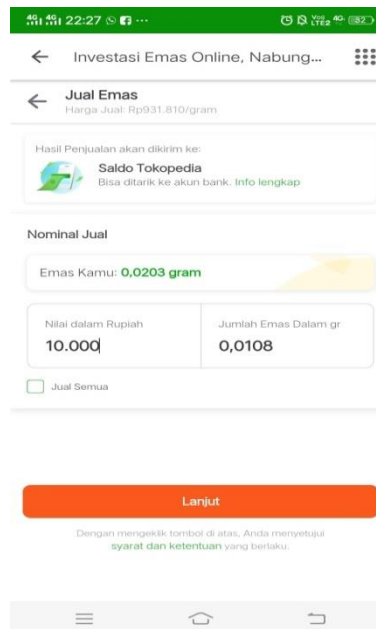 22:27
Investasi Emas Online, Nabung...
Jual Emas
Harga Jual: Rp931.810/gram
Hasil Penjualan akan dikirim ke:
Saldo Tokopedia
Bisa ditarik ke akun bank. Info lengkap
Nominal Jual
Emas Kamu: 0,0203 gram
Nilai dalam Rupiah
Jumlah Emas Dalam gr
10.000
0,0108
Jual Semua
Lanjut
Dengan mengeklik tombol di atas, Anda menyetujui
syarat dan ketentuan yang berlaku.